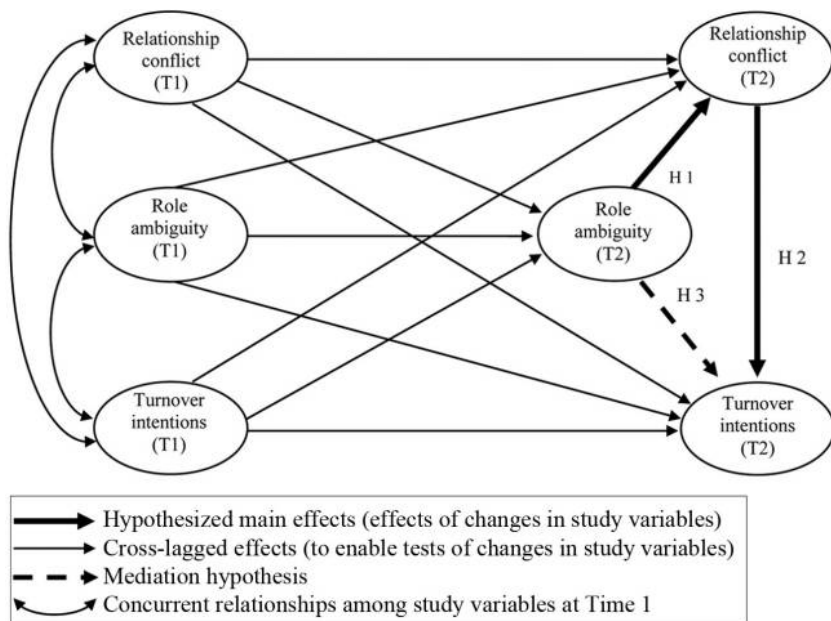 Relationship
conflict
(T1)
Relationship
conflict
(T2)
H 1
Role
ambiguity
(T1)
Role
ambiguity
(T2)
H 2
H 3
Turnover
intentions
(T1)
Turnover
intentions
(T2)
Hypothesized main effects (effects of changes in study variables)
Cross-lagged effects (to enable tests of changes in study variables)
Mediation hypothesis
Concurrent relationships among study variables at Time 1